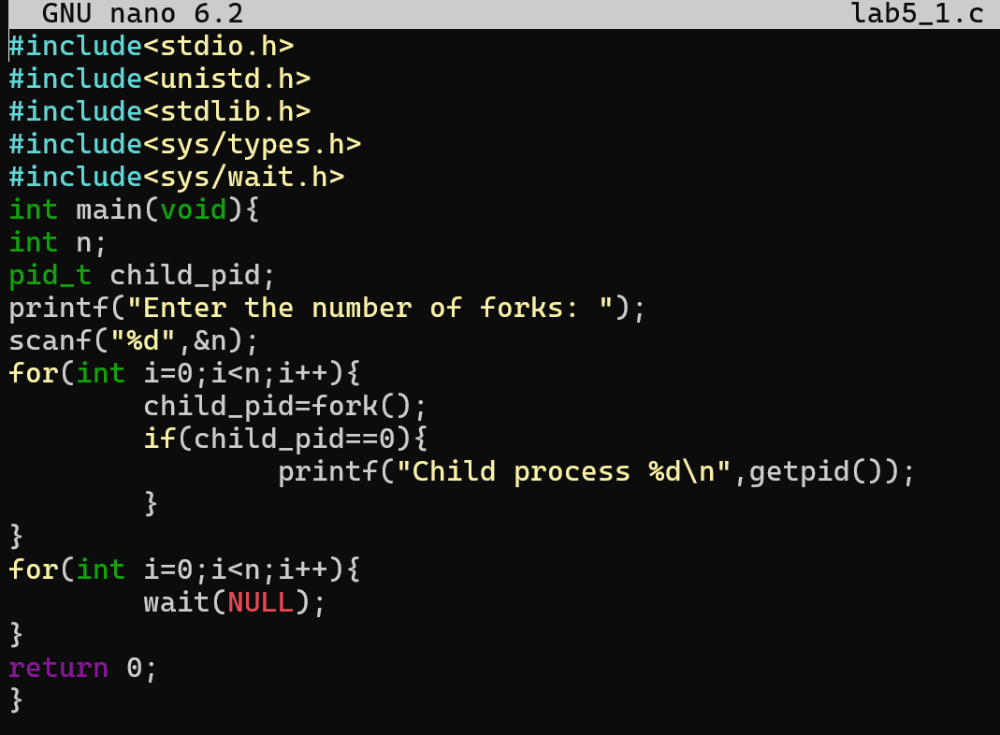 GNU nano 6.2 lab5_1.c
#include<stdio.h>
#include<unistd.h>
#include<stdlib.h>
#include<sys/types.h>
#include<sys/wait.h>
int main(void){
int n;
pid_t child_pid;
printf("Enter the number of forks: ");
scanf("%d",&n);
for(int i=0;i<n;i++){
        child_pid=fork();
        if(child_pid==0){
                printf("Child process %d\n",getpid());
        }
}
for(int i=0;i<n;i++){
        wait(NULL);
}
return 0;
}